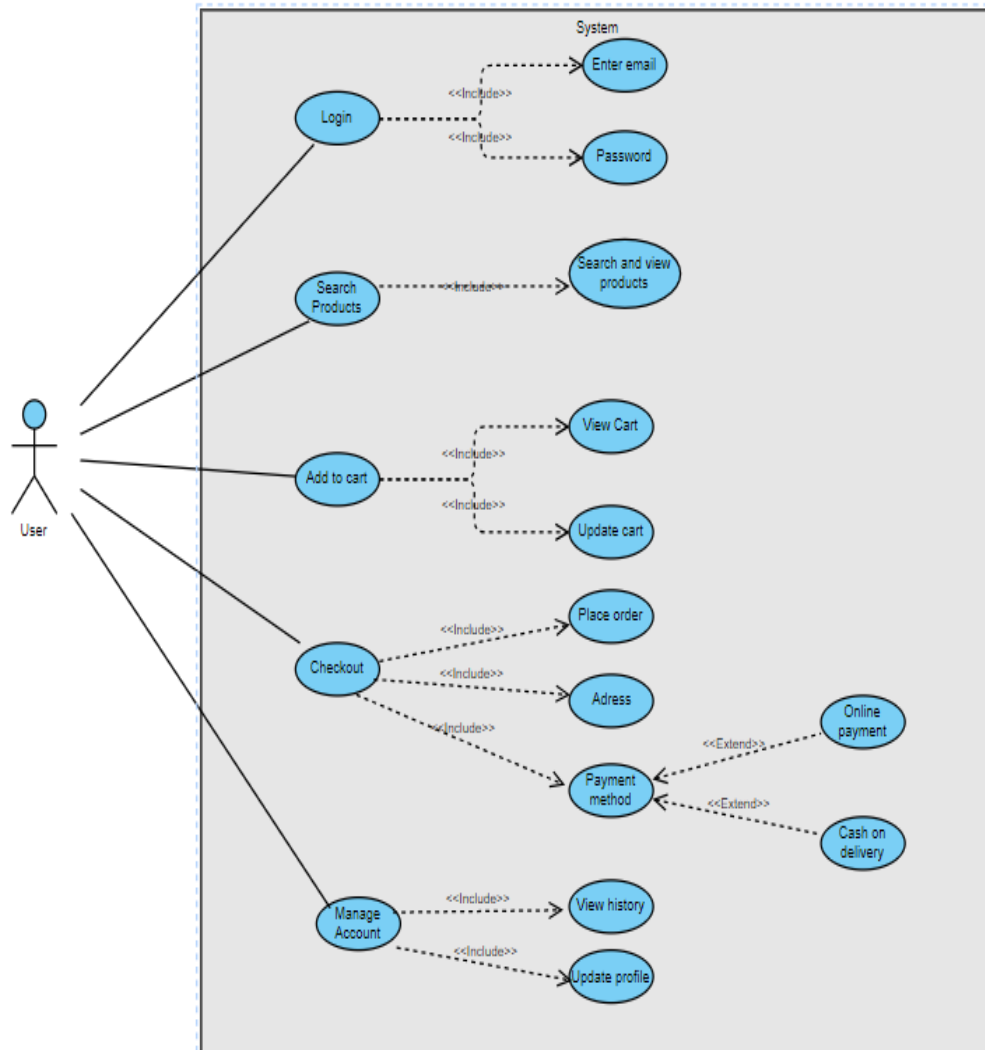 System
Enter email
<<Include>>
Login
<<Include>>
Password
Search and view
products
Search
Products
<<Include>>
View Cart
<<Include>>
Add to cart
<<Include>>
Update cart
User
Place order
<<Include>>
Checkout
<<Include>>
Adress
<<Include>>
Online
payment
<<Extend>>
Payment
method
<<Extend>>
Cash on
delivery
View history
<<Include>>
Manage
Account
<<Include>>
Update profile